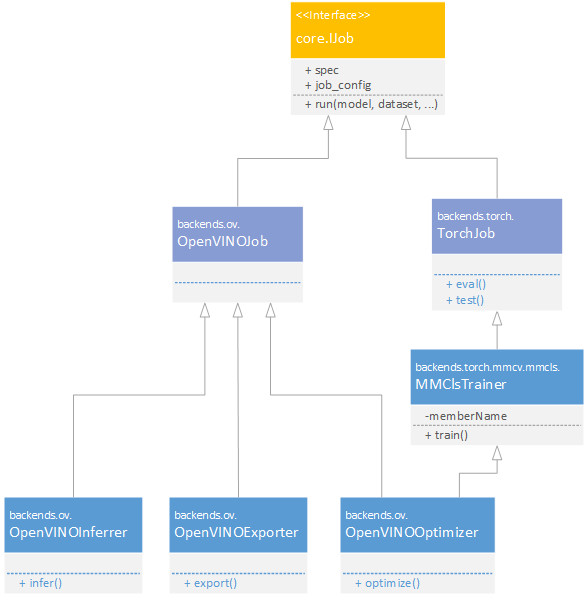 <<Interface>>
core.IJob
+ spec
+ job_config
+ run(model, dataset, ...)
backends.ov.
OpenVINOJob
backends.torch.
TorchJob
+ eval()
+ test()
backends.torch.mmcv.mmcls.
MMClsTrainer
-memberName
+ train()
backends.ov.
OpenVINOInferrer
+ infer()
backends.ov.
OpenVINOExporter
+ export()
backends.ov.
OpenVINOOptimizer
+ optimize()